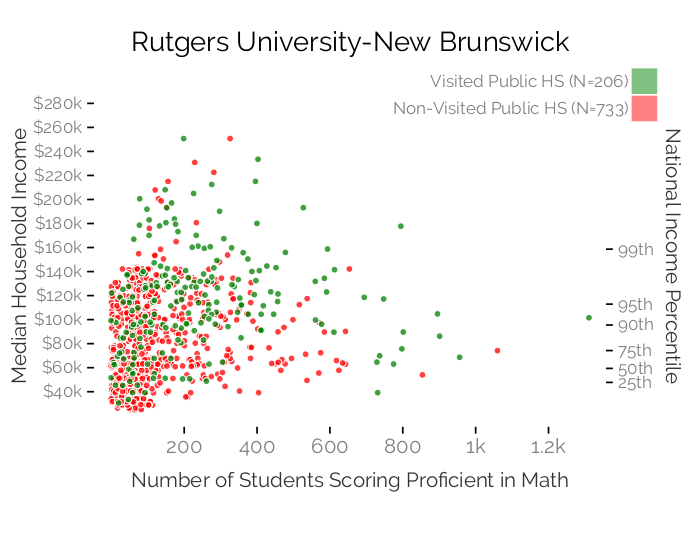 Rutgers University-New Brunswick
Visited Public HS (N=206)
Non-Visited Public HS (N=733)
Median Household Income
$280k
$260k
$240k
$220k
$200k
$180k
$160k
$140k
$120k
$100k
$80k
$60k
$40k
National Income Percentile
99th
95th
90th
75th
50th
25th
200 400 600 800 1k 1.2k
Number of Students Scoring Proficient in Math